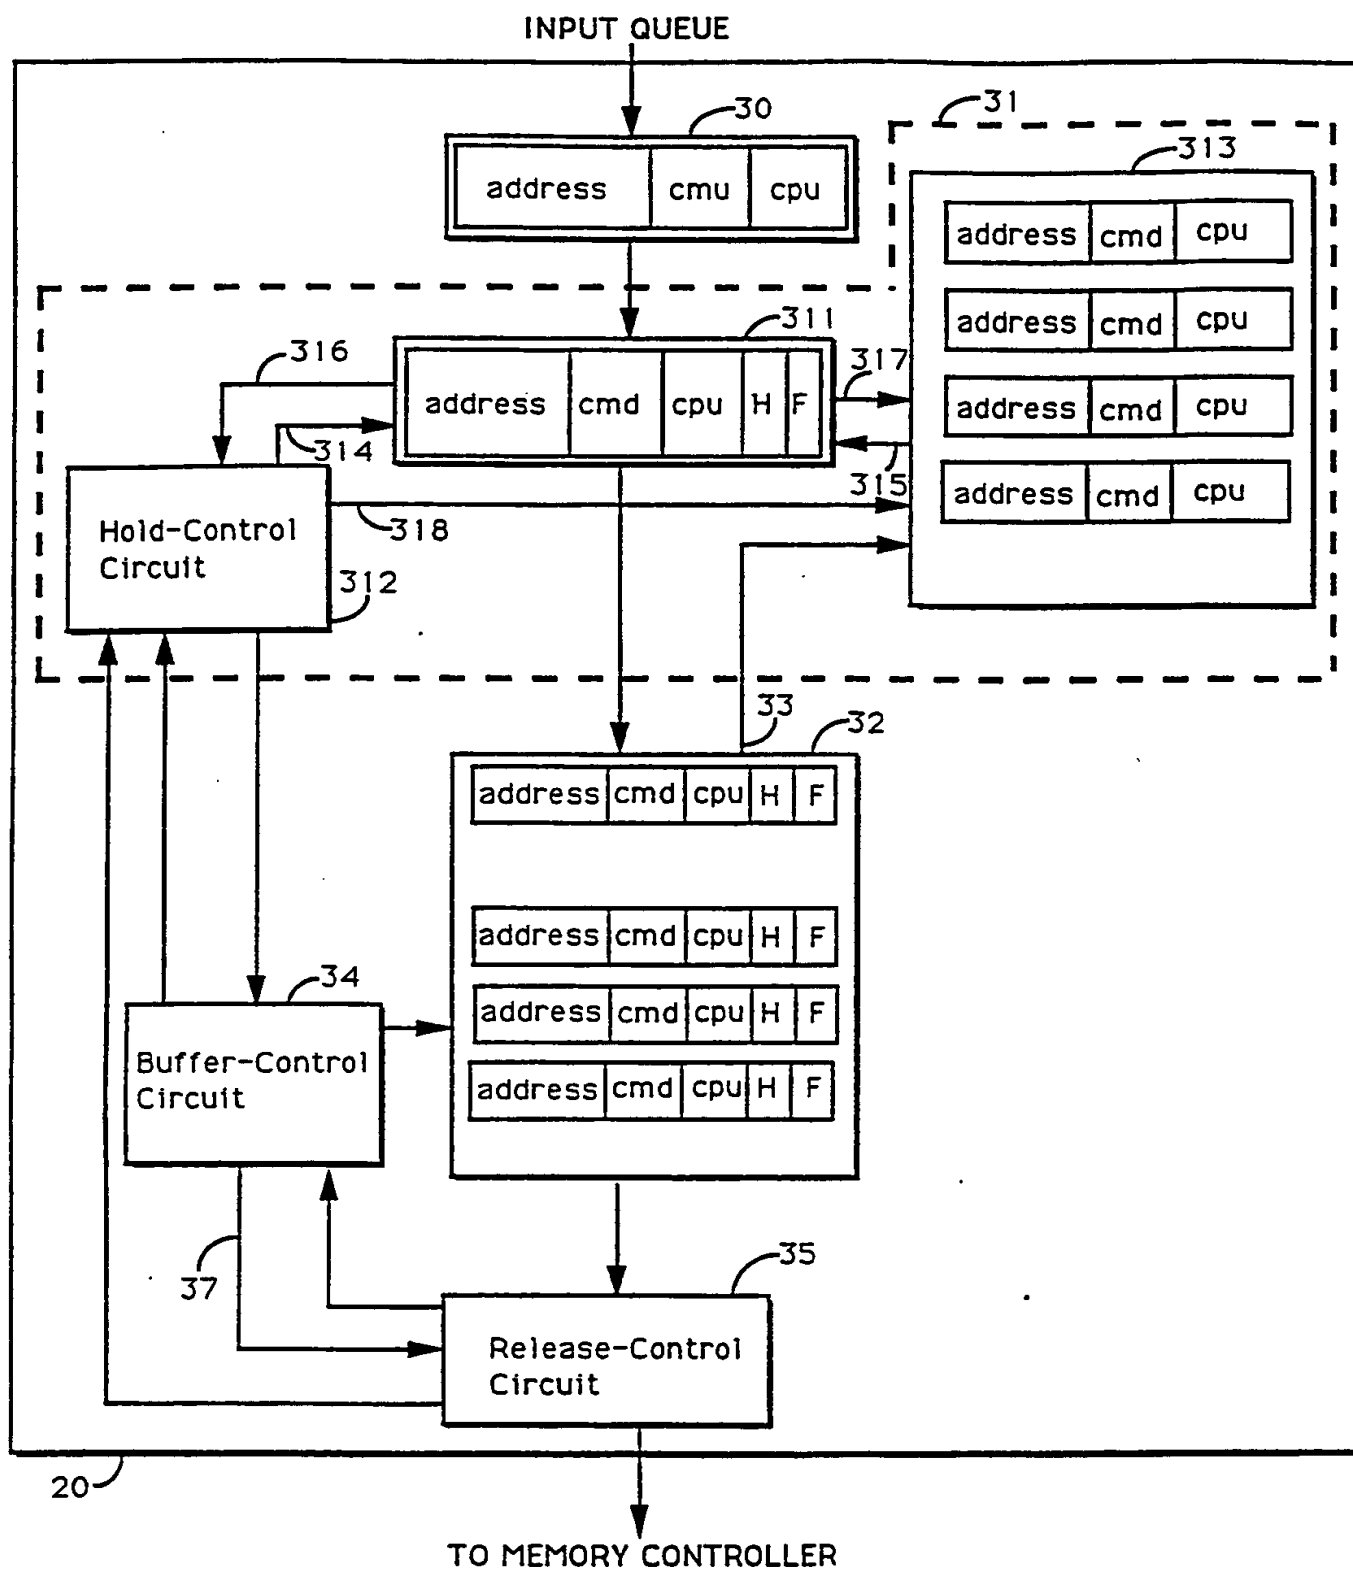 INPUT QUEUE
30
31
address cmu cpu
313
address cmd cpu
address cmd cpu
address cmd cpu
address cmd cpu
311
316
317
address cmd cpu H F
314
315
318
Hold-Control
Circuit
312
33
32
address cmd cpu H F
address cmd cpu H F
address cmd cpu H F
address cmd cpu H F
34
Buffer-Control
Circuit
37
35
Release-Control
Circuit
20
TO MEMORY CONTROLLER